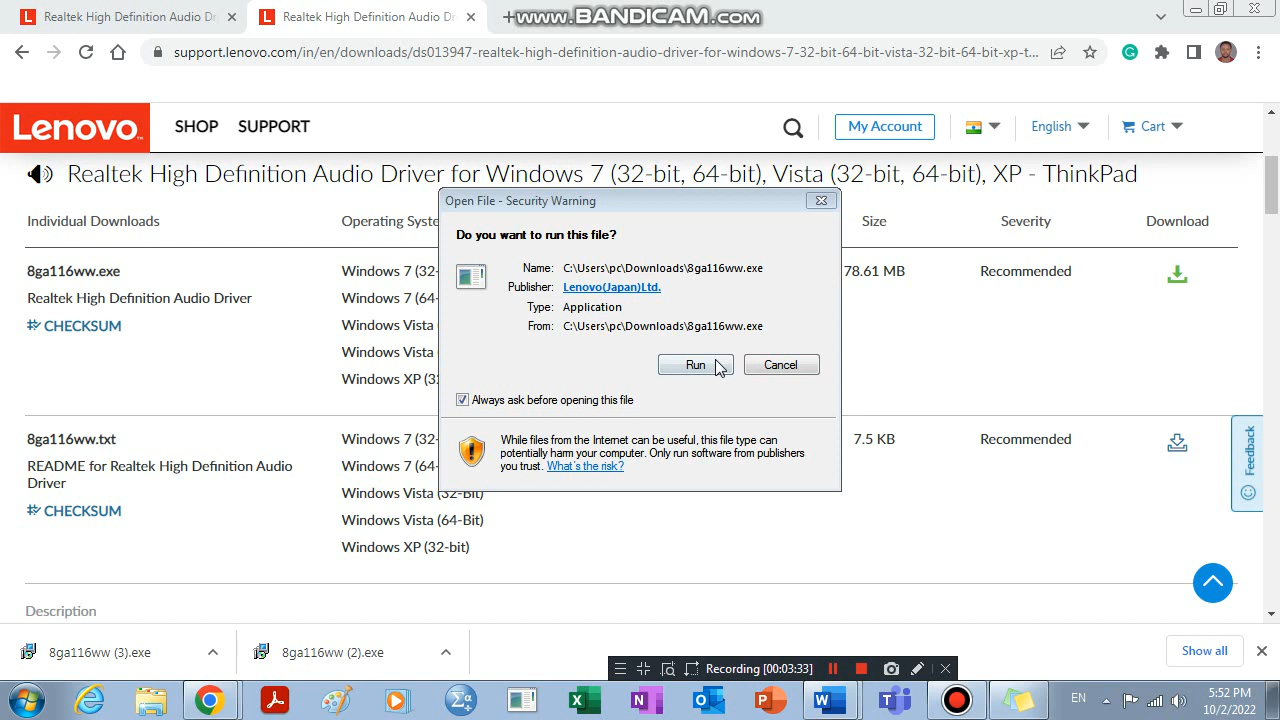 Realtek High Definition Audio Dr
Realtek High Definition Audio D
www.BANDICAM.com
support.lenovo.com/in/en/downloads/ds013947-realtek-high-definition-audio-driver-for-windows-7-32-bit-64-bit-vista-32-bit-64-bit-xp-t...
Lenovo
SHOP
SUPPORT
My Account
English
Cart
Realtek High Definition Audio Driver for Windows 7 (32-bit, 64-bit), Vista (32-bit, 64-bit), XP - ThinkPad
Individual Downloads
Operating Syste
Size
Severity
Download
8ga116ww.exe
Realtek High Definition Audio Driver
CHECKSUM
Windows 7 (32-
Windows 7 (64-
Windows Vista
Windows Vista
Windows XP (32
78.61 MB
Recommended
Open File - Security Warning
Do you want to run this file?
Name: C:\Users\pc\Downloads\8ga116ww.exe
Publisher: Lenovo(Japan)Ltd.
Type: Application
From: C:\Users\pc\Downloads\8ga116ww.exe
Run
Cancel
Always ask before opening this file
While files from the Internet can be useful, this file type can
potentially harm your computer. Only run software from publishers
you trust. What's the risk?
8ga116ww.txt
README for Realtek High Definition Audio
Driver
CHECKSUM
Windows 7 (32-
Windows 7 (64-
Windows Vista (32-Bit)
Windows Vista (64-Bit)
Windows XP (32-bit)
7.5 KB
Recommended
Feedback
Description
8ga116ww (3).exe
8ga116ww (2).exe
Show all
Recording [00:03:33]
EN
5:52 PM
10/2/2022